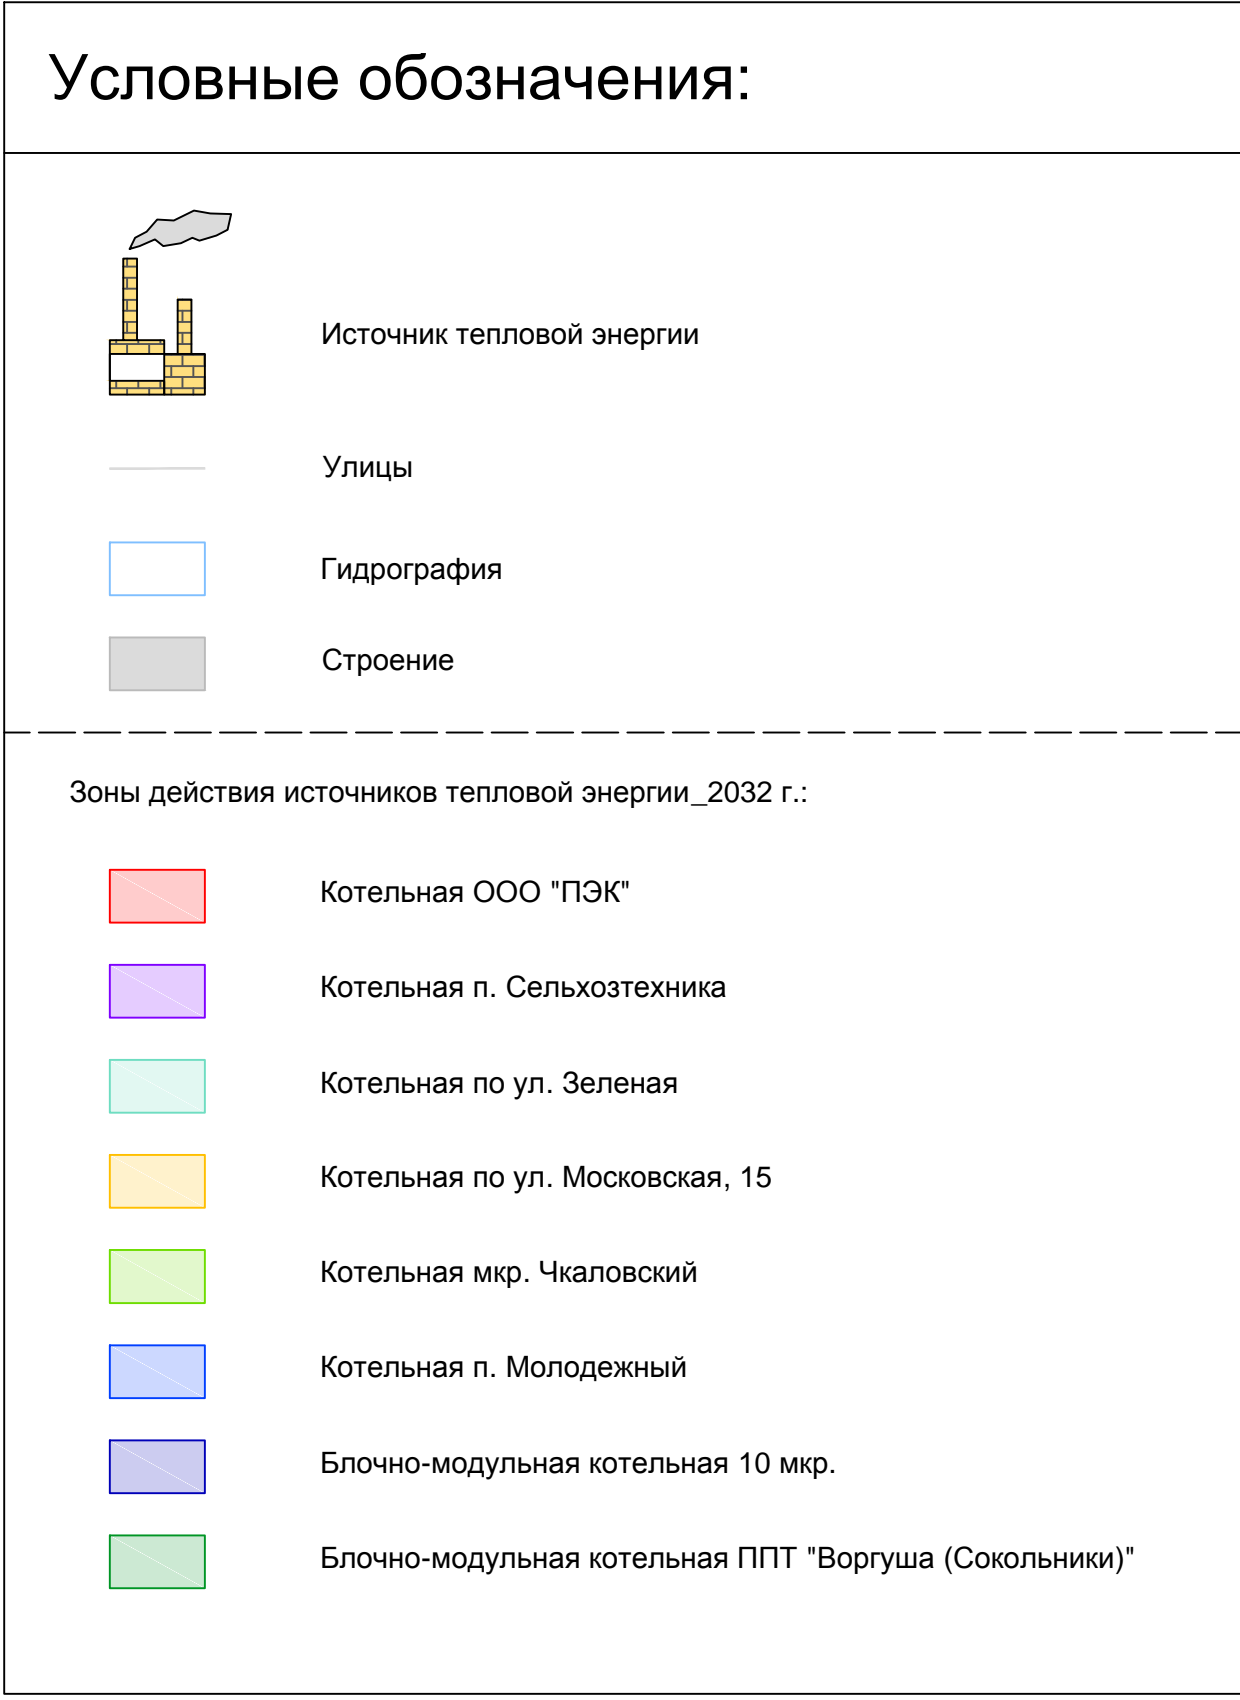 Условные обозначения:
Источник тепловой энергии
Улицы
Гидрография
Строение
Зоны действия источников тепловой энергии_2032 г.:
Котельная ООО "ПЭК"
Котельная п. Сельхозтехника
Котельная по ул. Зеленая
Котельная по ул. Московская, 15
Котельная мкр. Чкаловский
Котельная п. Молодежный
Блочно-модульная котельная 10 мкр.
Блочно-модульная котельная ППТ "Воргуша (Сокольники)"